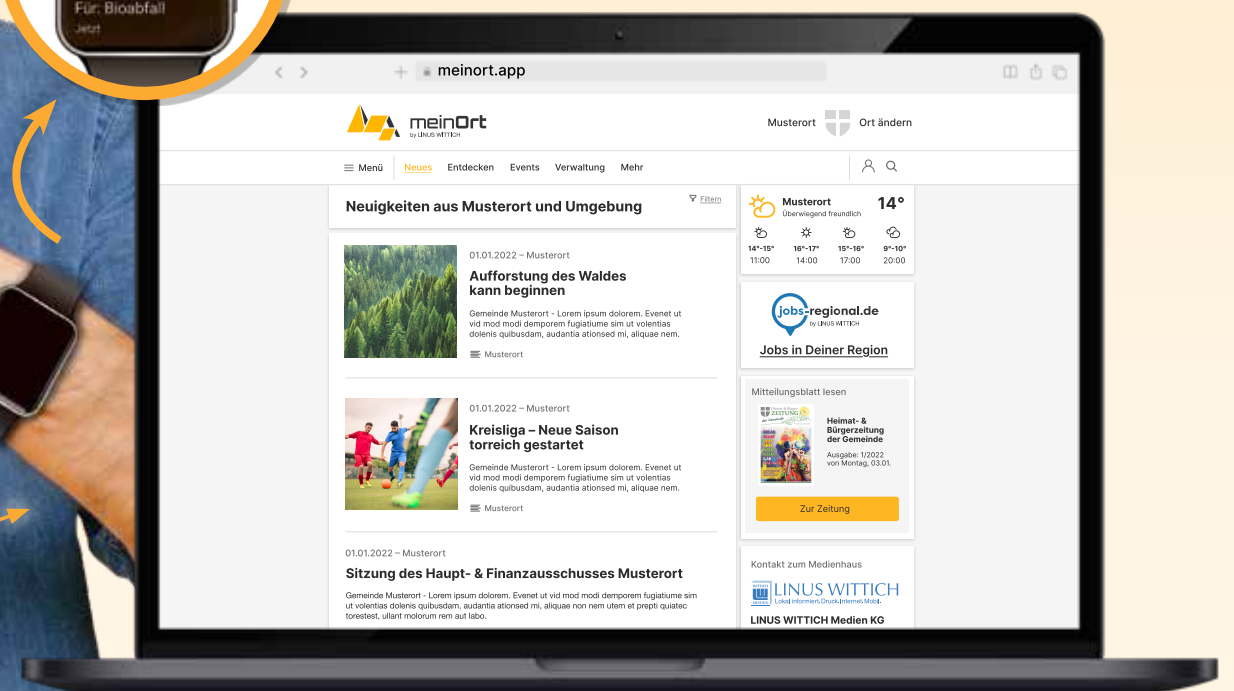 Für: Bioabfall
Jetzt
meinort.app
meinOrt
by LINUS WITTICH
Musterort
Ort ändern
Menü
Neues
Entdecken
Events
Verwaltung
Mehr
Neuigkeiten aus Musterort und Umgebung
Filtern
01.01.2022 – Musterort
Aufforstung des Waldes
kann beginnen
Gemeinde Musterort - Lorem ipsum dolorem. Evenet ut
vid mod modi demporem fugiatiume sim ut volentias
dolenis quibusdam, audantia ationsed mi, aliquae nem.
Musterort
01.01.2022 – Musterort
Kreisliga – Neue Saison
torreich gestartet
Gemeinde Musterort - Lorem ipsum dolorem. Evenet ut
vid mod modi demporem fugiatiume sim ut volentias
dolenis quibusdam, audantia ationsed mi, aliquae nem.
Musterort
01.01.2022 – Musterort
Sitzung des Haupt- & Finanzausschusses Musterort
Gemeinde Musterort - Lorem ipsum dolorem. Evenet ut vid mod modi demporem fugiatiume sim
ut volentias dolenis quibusdam, audantia ationsed mi, aliquae non nem utem et prepti quiatec
torestest, ullant molorum rem aut labo.
Musterort
14°
Überwiegend freundlich
14°-15° 16°-17° 15°-16° 9°-10°
11:00 14:00 17:00 20:00
jobs-regional.de
by LINUS WITTICH
Jobs in Deiner Region
Mitteilungsblatt lesen
ZEITUNG
Heimat- &
Bürgerzeitung
der Gemeinde
Ausgabe: 1/2022
von Montag, 03.01.
Zur Zeitung
Kontakt zum Medienhaus
LINUS WITTICH
Lokal informiert. Druck. Internet. Mobil.
LINUS WITTICH Medien KG